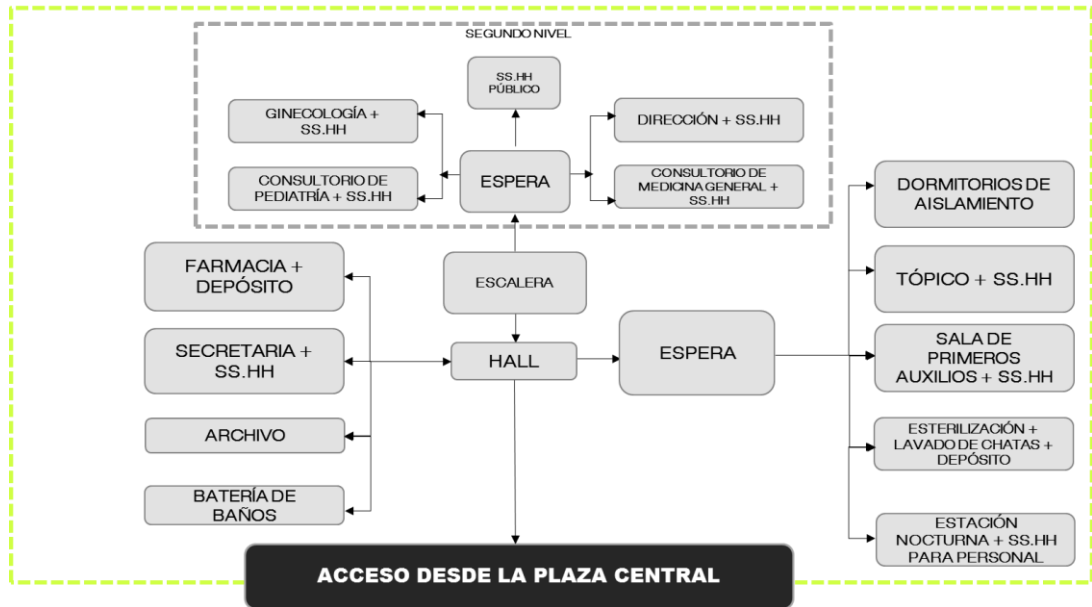 SEGUNDO NIVEL
SS.HH
PÚBLICO
GINECOLOGÍA +
SS.HH
DIRECCIÓN + SS.HH
CONSULTORIO DE
PEDIATRÍA + SS.HH
ESPERA
CONSULTORIO DE
MEDICINA GENERAL +
SS.HH
DORMITORIOS DE
AISLAMIENTO
FARMACIA +
DEPÓSITO
ESCALERA
TÓPICO + SS.HH
SECRETARIA +
SS.HH
HALL
ESPERA
SALA DE
PRIMEROS
AUXILIOS + SS.HH
ARCHIVO
ESTERILIZACIÓN +
LAVADO DE CHATAS +
DEPÓSITO
BATERÍA DE
BAÑOS
ESTACIÓN
NOCTURNA + SS.HH
PARA PERSONAL
ACCESO DESDE LA PLAZA CENTRAL